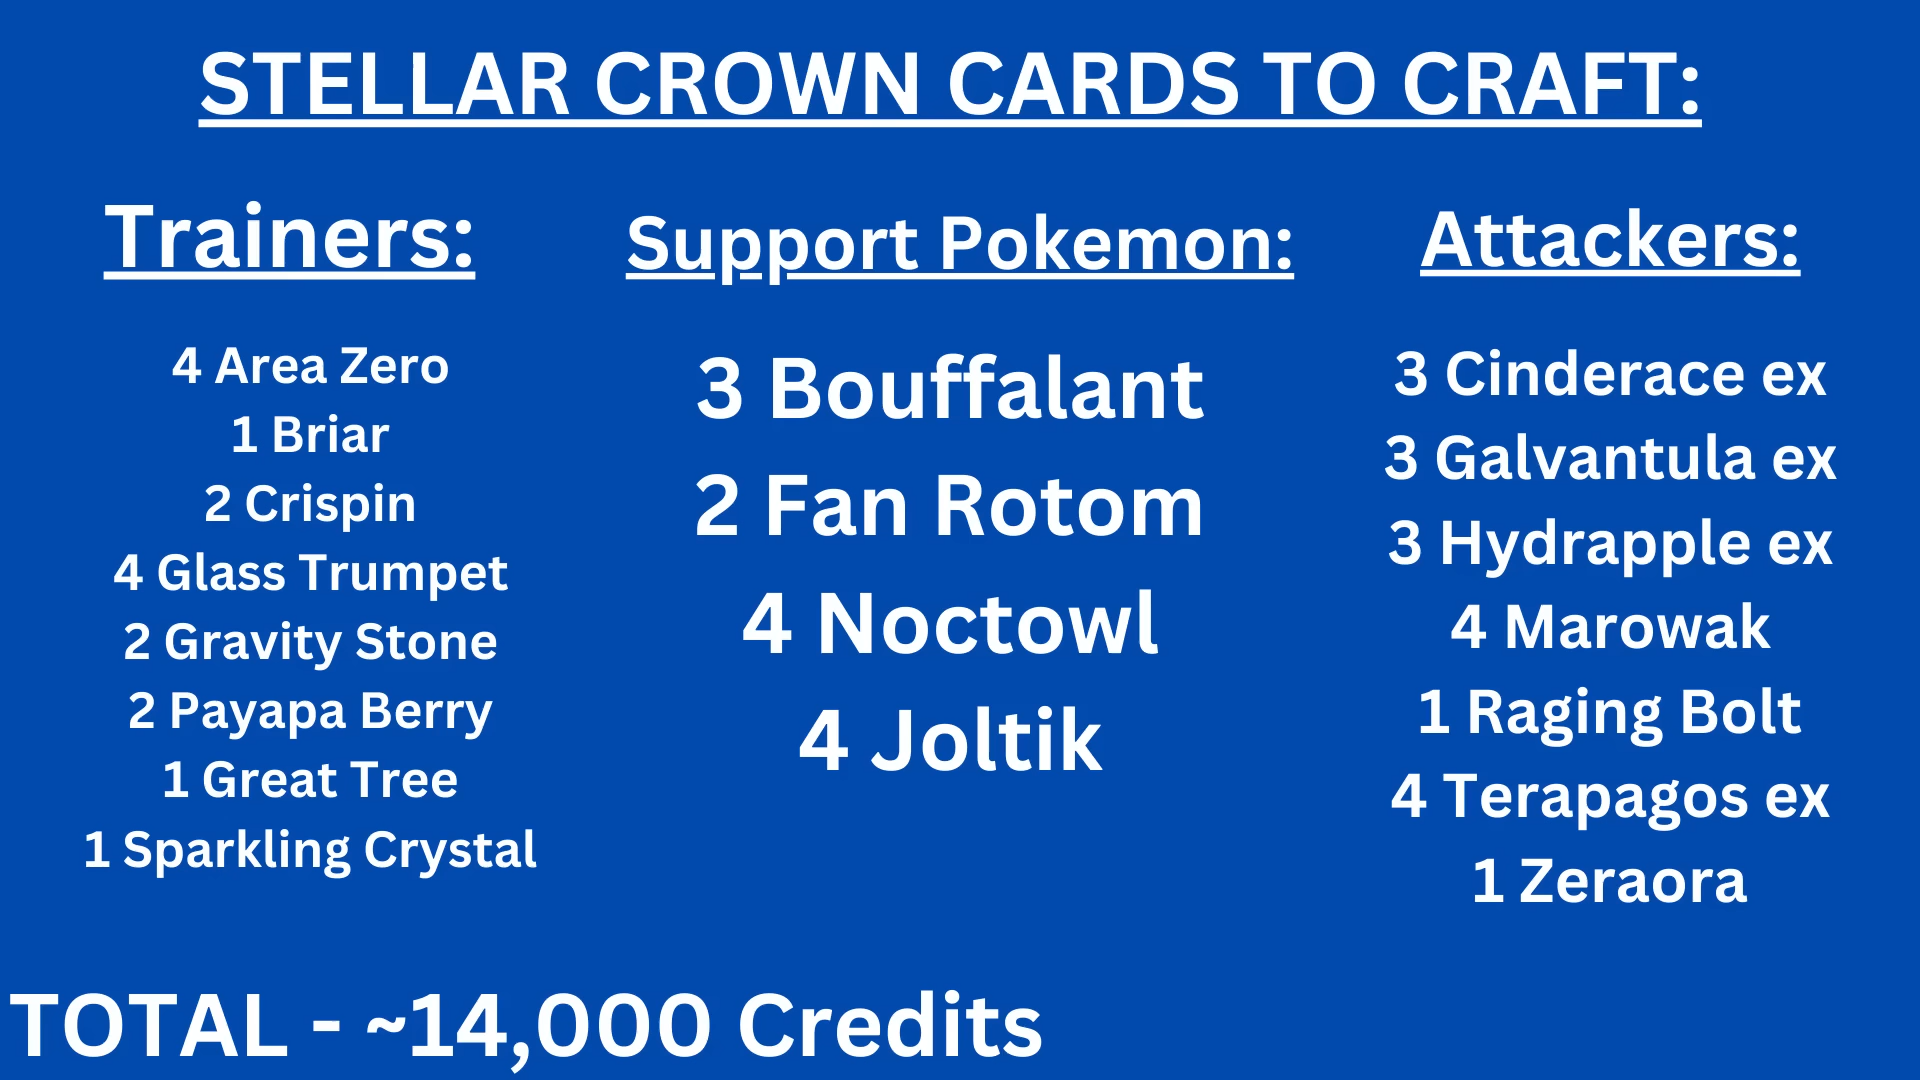 STELLAR CROWN CARDS TO CRAFT:
Trainers:
4 Area Zero
1 Briar
2 Crispin
4 Glass Trumpet
2 Gravity Stone
2 Payapa Berry
1 Great Tree
1 Sparkling Crystal
Support Pokemon:
3 Bouffalant
2 Fan Rotom
4 Noctowl
4 Joltik
Attackers:
3 Cinderace ex
3 Galvantula ex
3 Hydrapple ex
4 Marowak
1 Raging Bolt
4 Terapagos ex
1 Zeraora
TOTAL - ~14,000 Credits